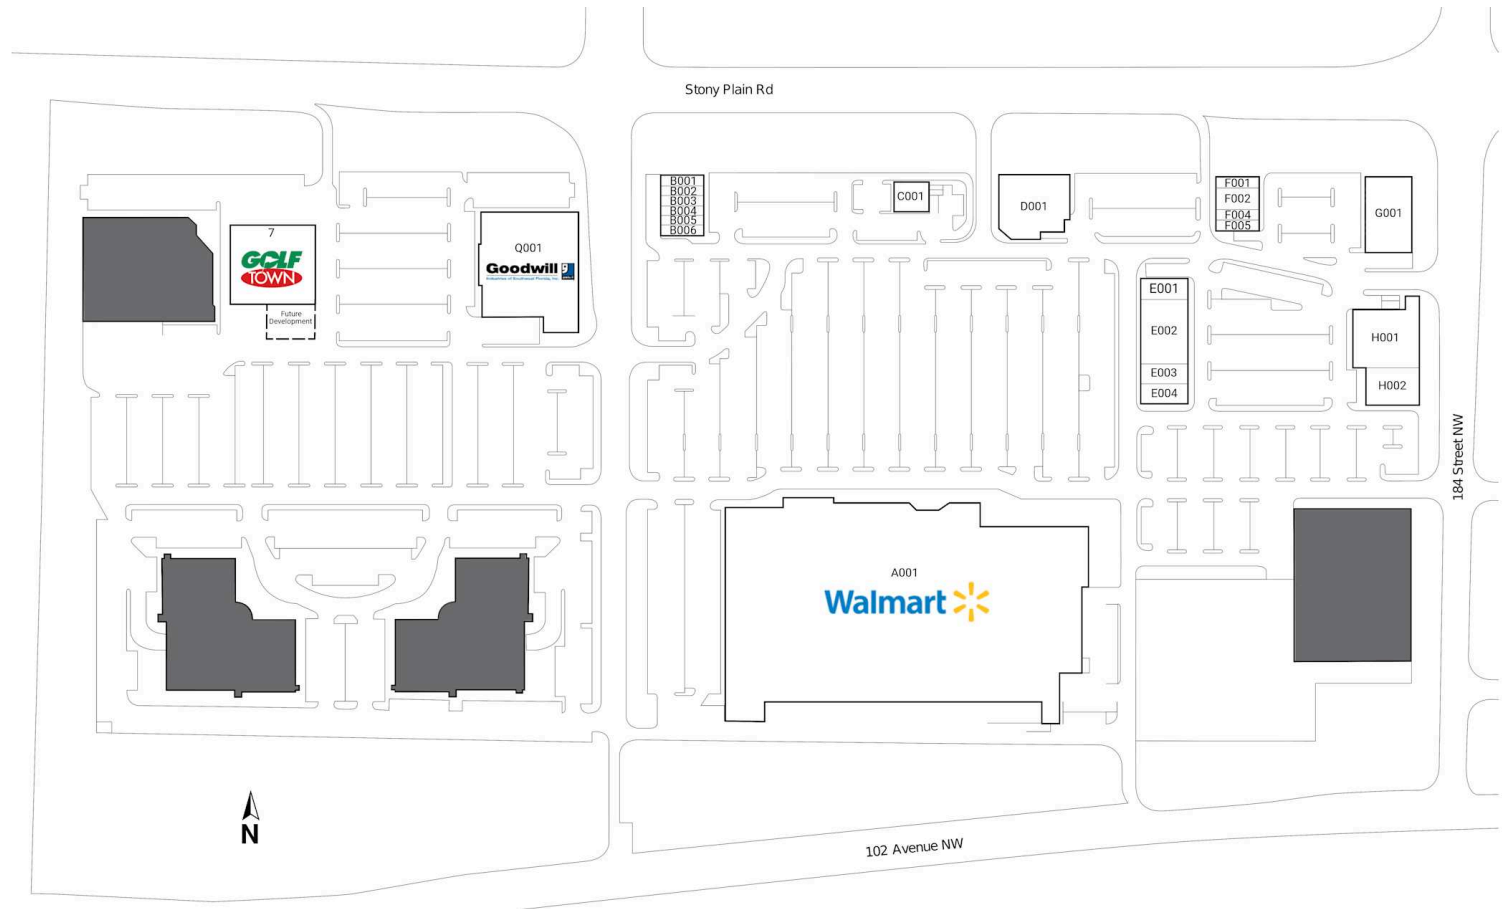 Stony Plain Rd
B001
B002
B003
B004
B005
B006
C001
D001
F001
F002
F004
F005
G001
7
GOLF
TOWN
Future
Development
Q001
Goodwill
E001
E002
E003
E004
H001
H002
184 Street NW
A001
Walmart
N
102 Avenue NW